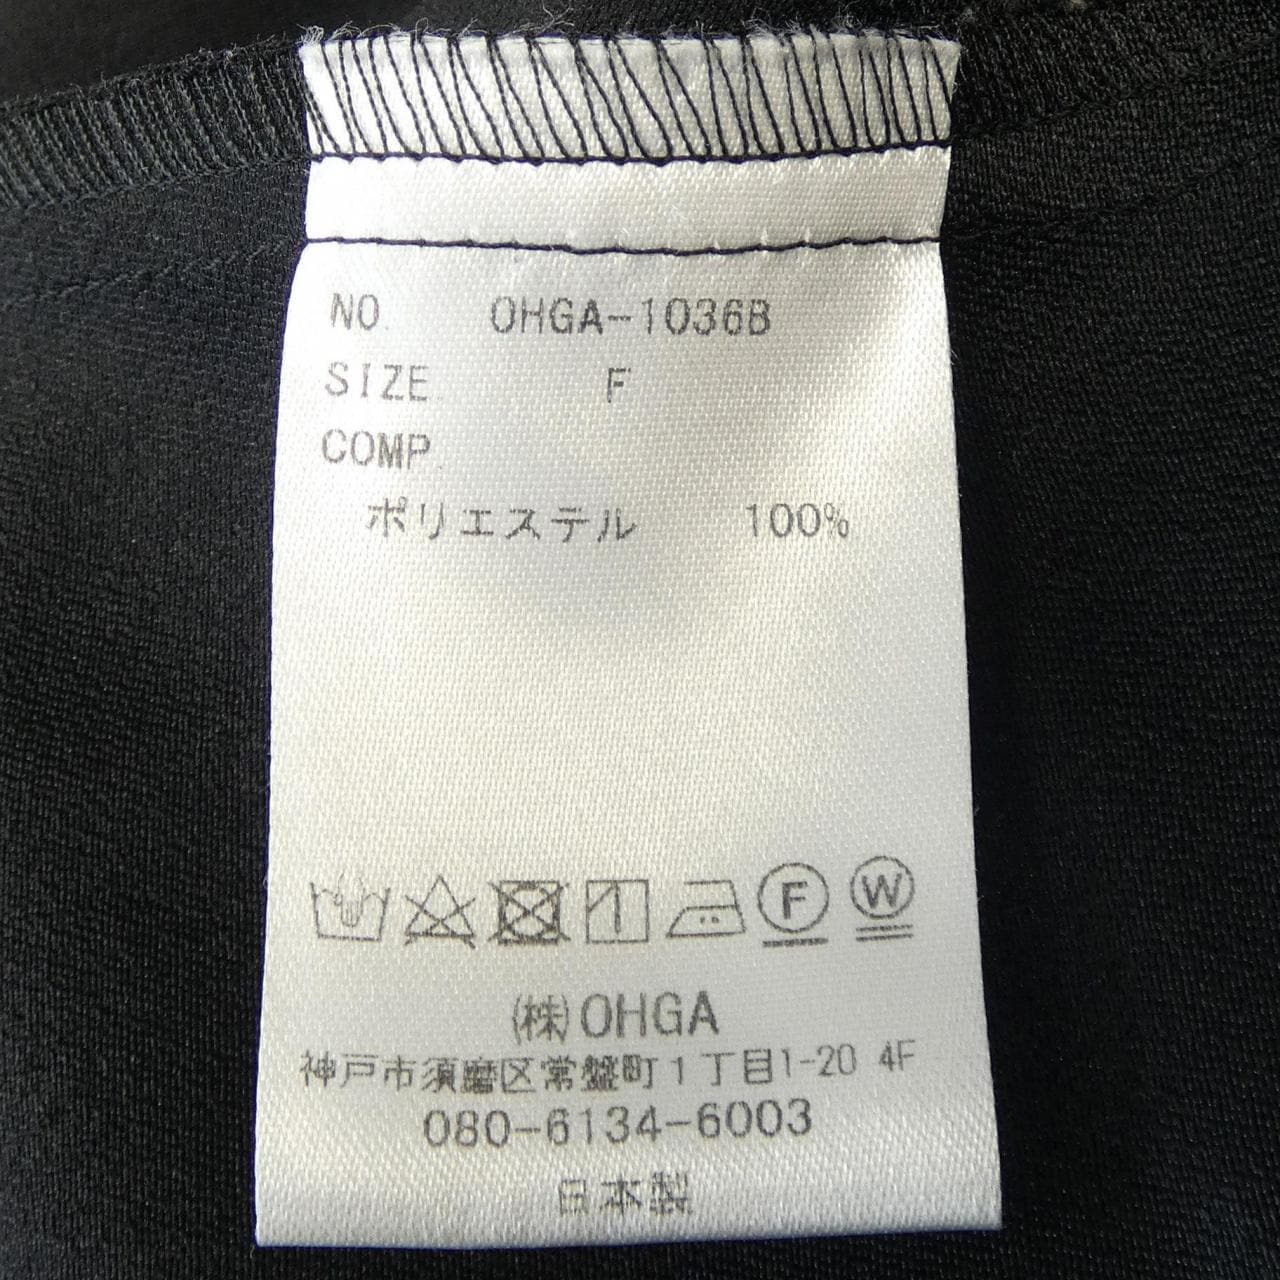 NO. OHGA-1036B
SIZE. F
COMP.
ポリエステル 100%
F W
(株)OHGA
神戸市須磨区常盤町1丁目1-20 4F
080-6134-6003
日本製